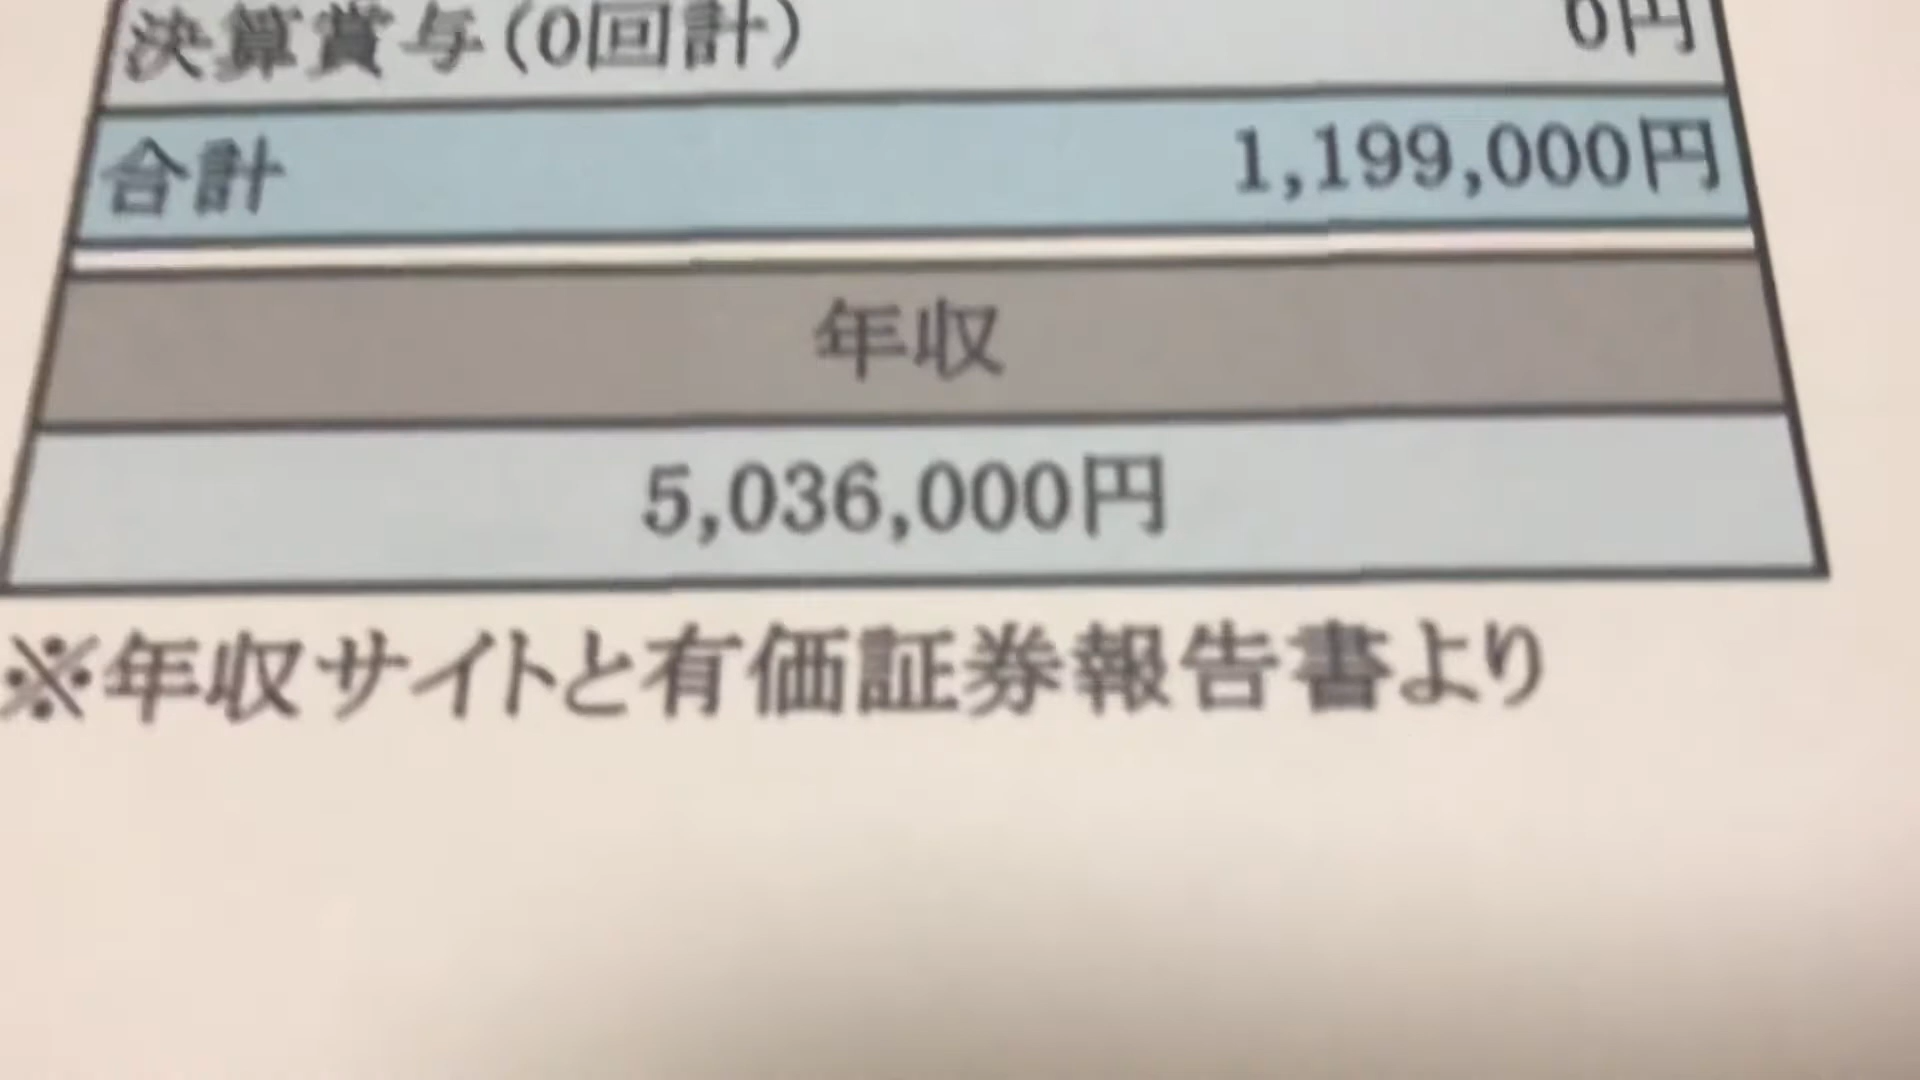 決算賞与(0回計) 0円
合計 1,199,000円
年収
5,036,000円
※年収サイトと有価証券報告書より